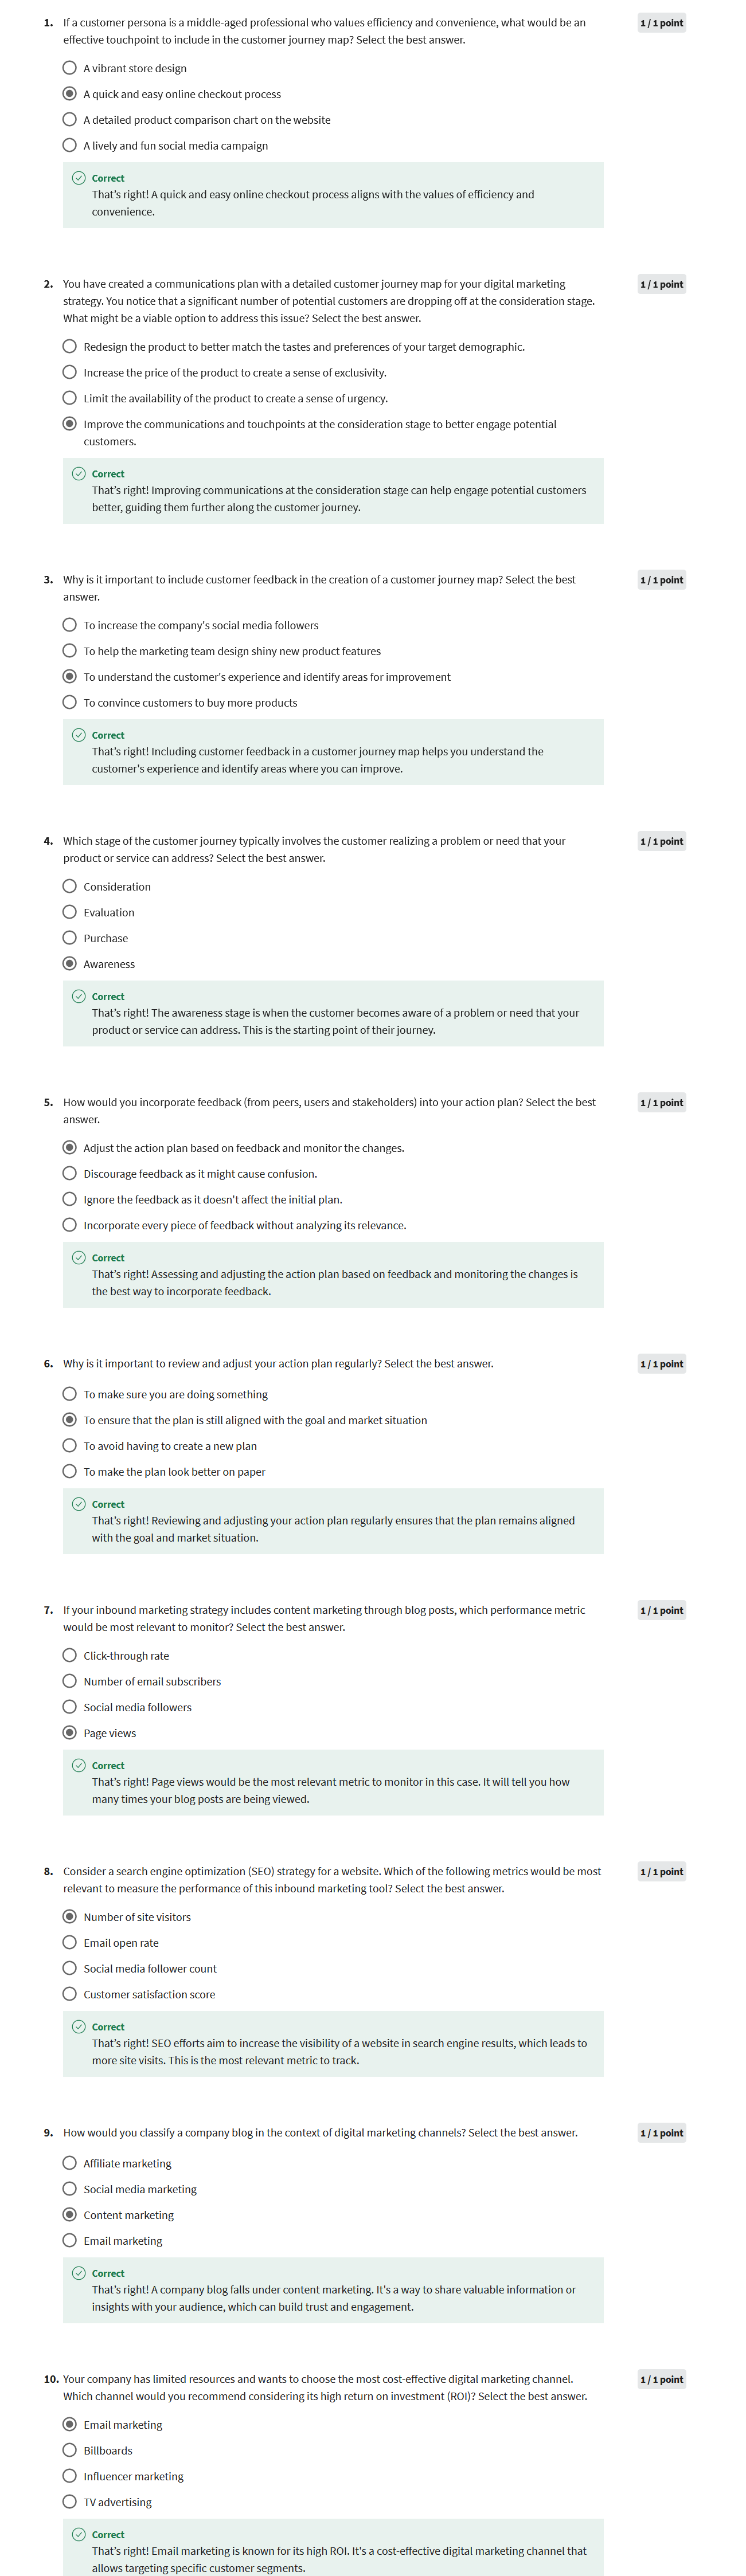 1. If a customer persona is a middle-aged professional who values efficiency and convenience, what would be an
effective touchpoint to include in the customer journey map? Select the best answer.
1 / 1 point
A vibrant store design
A quick and easy online checkout process
A detailed product comparison chart on the website
A lively and fun social media campaign
Correct
That's right! A quick and easy online checkout process aligns with the values of efficiency and
convenience.
2. You have created a communications plan with a detailed customer journey map for your digital marketing
strategy. You notice that a significant number of potential customers are dropping off at the consideration stage.
What might be a viable option to address this issue? Select the best answer.
1 / 1 point
Redesign the product to better match the tastes and preferences of your target demographic.
Increase the price of the product to create a sense of exclusivity.
Limit the availability of the product to create a sense of urgency.
Improve the communications and touchpoints at the consideration stage to better engage potential
customers.
Correct
That's right! Improving communications at the consideration stage can help engage potential customers
better, guiding them further along the customer journey.
3. Why is it important to include customer feedback in the creation of a customer journey map? Select the best
answer.
1 / 1 point
To increase the company's social media followers
To help the marketing team design shiny new product features
To understand the customer's experience and identify areas for improvement
To convince customers to buy more products
Correct
That's right! Including customer feedback in a customer journey map helps you understand the
customer's experience and identify areas where you can improve.
4. Which stage of the customer journey typically involves the customer realizing a problem or need that your
product or service can address? Select the best answer.
1 / 1 point
Consideration
Evaluation
Purchase
Awareness
Correct
That's right! The awareness stage is when the customer becomes aware of a problem or need that your
product or service can address. This is the starting point of their journey.
5. How would you incorporate feedback (from peers, users and stakeholders) into your action plan? Select the best
answer.
1 / 1 point
Adjust the action plan based on feedback and monitor the changes.
Discourage feedback as it might cause confusion.
Ignore the feedback as it doesn't affect the initial plan.
Incorporate every piece of feedback without analyzing its relevance.
Correct
That's right! Assessing and adjusting the action plan based on feedback and monitoring the changes is
the best way to incorporate feedback.
6. Why is it important to review and adjust your action plan regularly? Select the best answer.
1 / 1 point
To make sure you are doing something
To ensure that the plan is still aligned with the goal and market situation
To avoid having to create a new plan
To make the plan look better on paper
Correct
That's right! Reviewing and adjusting your action plan regularly ensures that the plan remains aligned
with the goal and market situation.
7. If your inbound marketing strategy includes content marketing through blog posts, which performance metric
would be most relevant to monitor? Select the best answer.
1 / 1 point
Click-through rate
Number of email subscribers
Social media followers
Page views
Correct
That's right! Page views would be the most relevant metric to monitor in this case. It will tell you how
many times your blog posts are being viewed.
8. Consider a search engine optimization (SEO) strategy for a website. Which of the following metrics would be most
relevant to measure the performance of this inbound marketing tool? Select the best answer.
1 / 1 point
Number of site visitors
Email open rate
Social media follower count
Customer satisfaction score
Correct
That's right! SEO efforts aim to increase the visibility of a website in search engine results, which leads to
more site visits. This is the most relevant metric to track.
9. How would you classify a company blog in the context of digital marketing channels? Select the best answer.
1 / 1 point
Affiliate marketing
Social media marketing
Content marketing
Email marketing
Correct
That's right! A company blog falls under content marketing. It's a way to share valuable information or
insights with your audience, which can build trust and engagement.
10. Your company has limited resources and wants to choose the most cost-effective digital marketing channel.
Which channel would you recommend considering its high return on investment (ROI)? Select the best answer.
1 / 1 point
Email marketing
Billboards
Influencer marketing
TV advertising
Correct
That's right! Email marketing is known for its high ROI. It's a cost-effective digital marketing channel that
allows targeting specific customer segments.